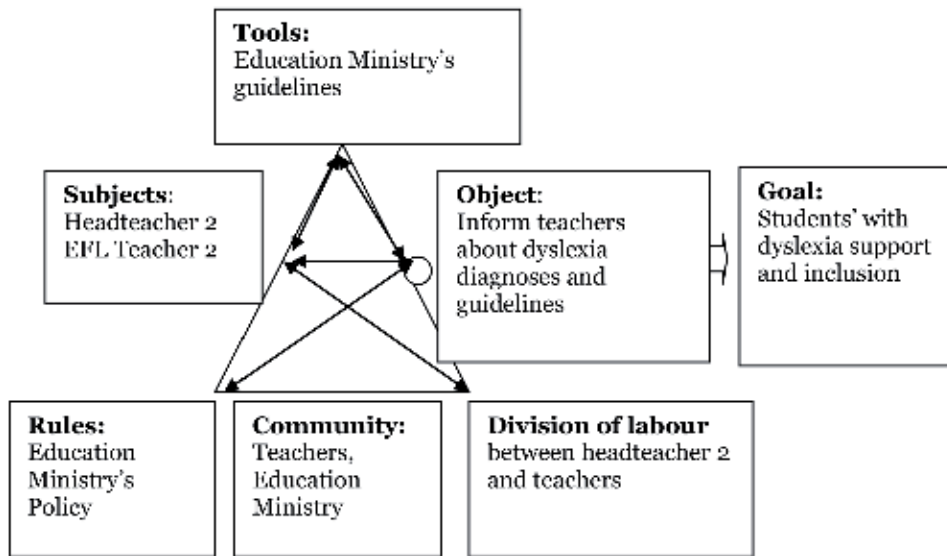 Tools:
Education Ministry's
guidelines
Subjects:
Headteacher 2
EFL Teacher 2
Object:
Inform teachers
about dyslexia
diagnoses and
guidelines
Goal:
Students' with
dyslexia support
and inclusion
Rules:
Education
Ministry's
Policy
Community:
Teachers,
Education
Ministry
Division of labour
between headteacher 2
and teachers